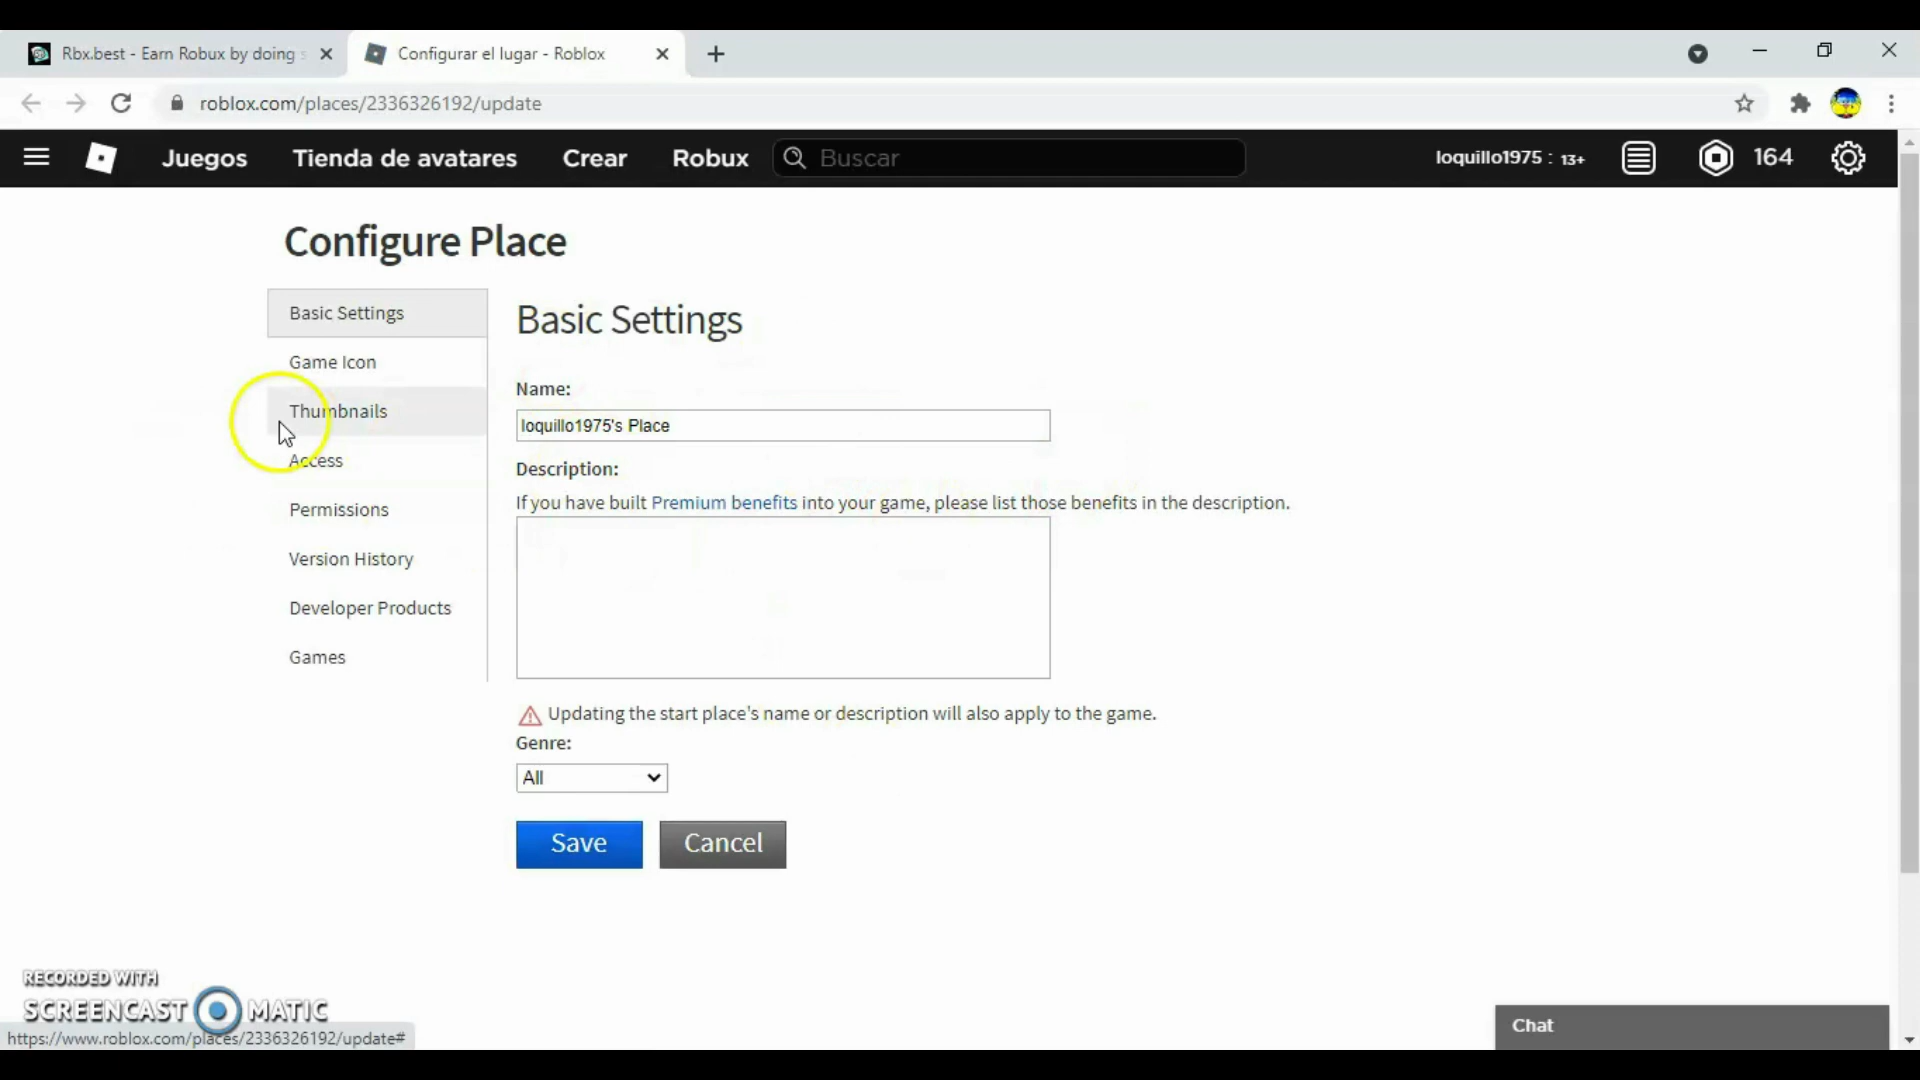 Rbx.best - Earn Robux by doing s
Configurar el lugar - Roblox
roblox.com/places/2336326192/update
Juegos Tienda de avatares Crear Robux Buscar loquillo1975 : 13+ 164
Configure Place
Basic Settings
Game Icon
Thumbnails
Access
Permissions
Version History
Developer Products
Games
Basic Settings
Name:
loquillo1975's Place
Description:
If you have built Premium benefits into your game, please list those benefits in the description.
Updating the start place's name or description will also apply to the game.
Genre:
All
Save Cancel
RECORDED WITH
SCREENCAST MATIC
https://www.roblox.com/places/2336326192/update#
Chat